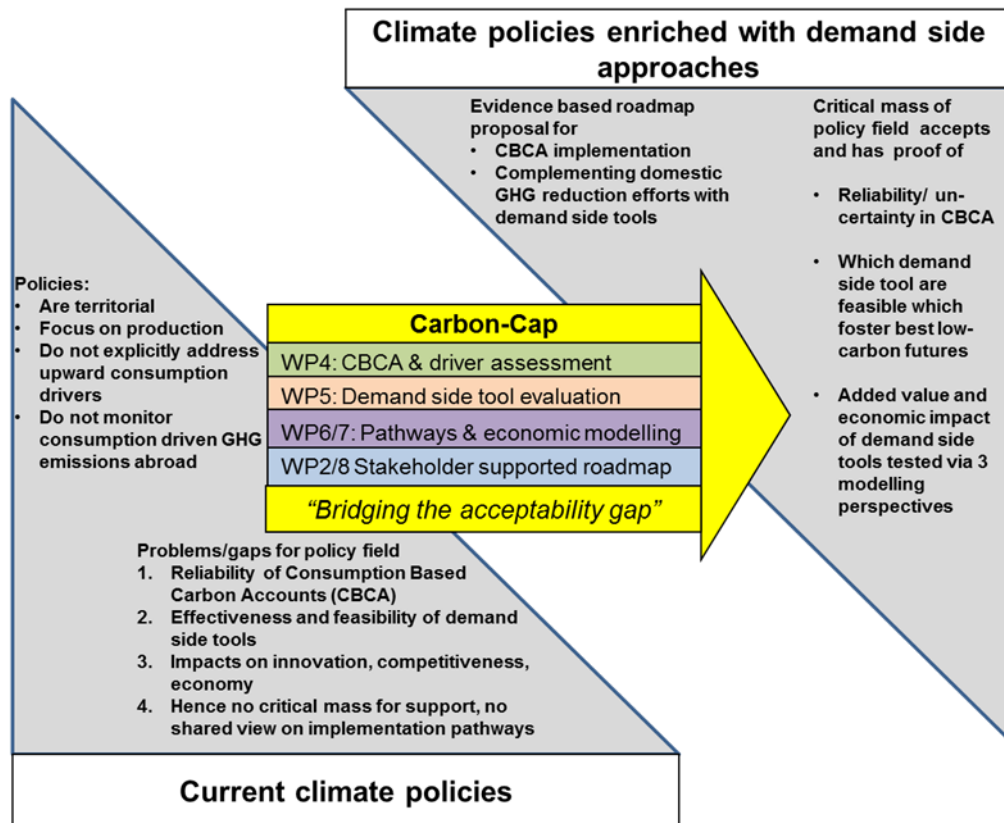 Climate policies enriched with demand side
approaches
Evidence based roadmap
proposal for
• CBCA implementation
• Complementing domestic
GHG reduction efforts with
demand side tools
Critical mass of
policy field accepts
and has proof of
• Reliability/ un-
certainty in CBCA
• Which demand
side tool are
feasible which
foster best low-
carbon futures
• Added value and
economic impact
of demand side
tools tested via 3
modelling
perspectives
Policies:
• Are territorial
• Focus on production
• Do not explicitly address
upward consumption
drivers
• Do not monitor
consumption driven GHG
emissions abroad
Carbon-Cap
WP4: CBCA & driver assessment
WP5: Demand side tool evaluation
WP6/7: Pathways & economic modelling
WP2/8 Stakeholder supported roadmap
“Bridging the acceptability gap”
Problems/gaps for policy field
1. Reliability of Consumption Based
Carbon Accounts (CBCA)
2. Effectiveness and feasibility of demand
side tools
3. Impacts on innovation, competitiveness,
economy
4. Hence no critical mass for support, no
shared view on implementation pathways
Current climate policies